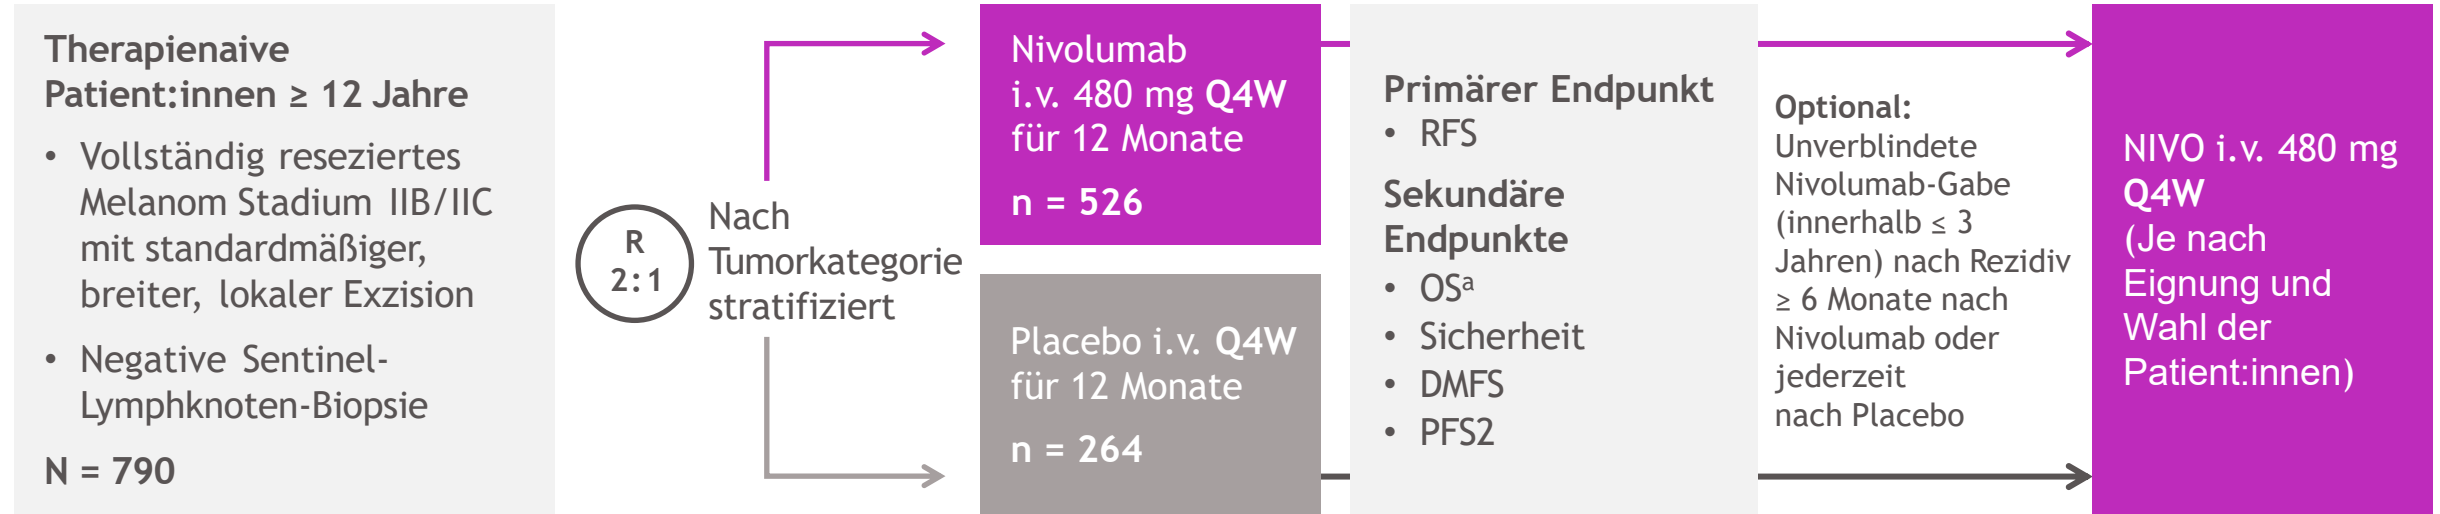 Therapienaive
Patient:innen ≥ 12 Jahre
• Vollständig reseziertes
Melanom Stadium IIB/IIC
mit standardmäßiger,
breiter, lokaler Exzision
• Negative Sentinel-
Lymphknoten-Biopsie
N = 790
R
2:1
Nach
Tumorkategorie
stratifiziert
Nivolumab
i.v. 480 mg Q4W
für 12 Monate
n = 526
Placebo i.v. Q4W
für 12 Monate
n = 264
Primärer Endpunkt
• RFS
Sekundäre
Endpunkte
• OSᵃ
• Sicherheit
• DMFS
• PFS2
Optional:
Unverblindete
Nivolumab-Gabe
(innerhalb ≤ 3
Jahren) nach Rezidiv
≥ 6 Monate nach
Nivolumab oder
jederzeit
nach Placebo
NIVO i.v. 480 mg
Q4W
(Je nach
Eignung und
Wahl der
Patient:innen)